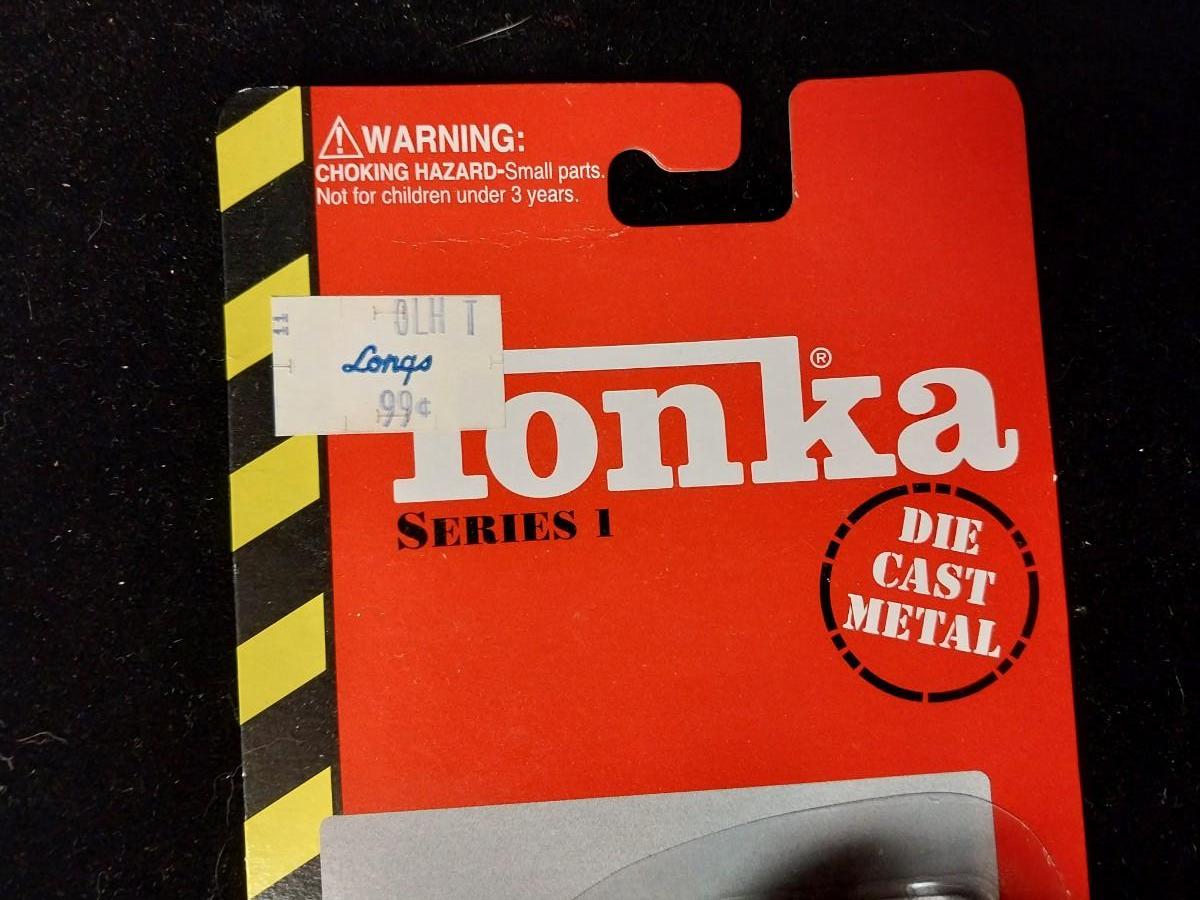 WARNING:
CHOKING HAZARD-Small parts.
Not for children under 3 years.
11
OLH T
Longs
99¢
Tonka®
SERIES 1
DIE
CAST
METAL